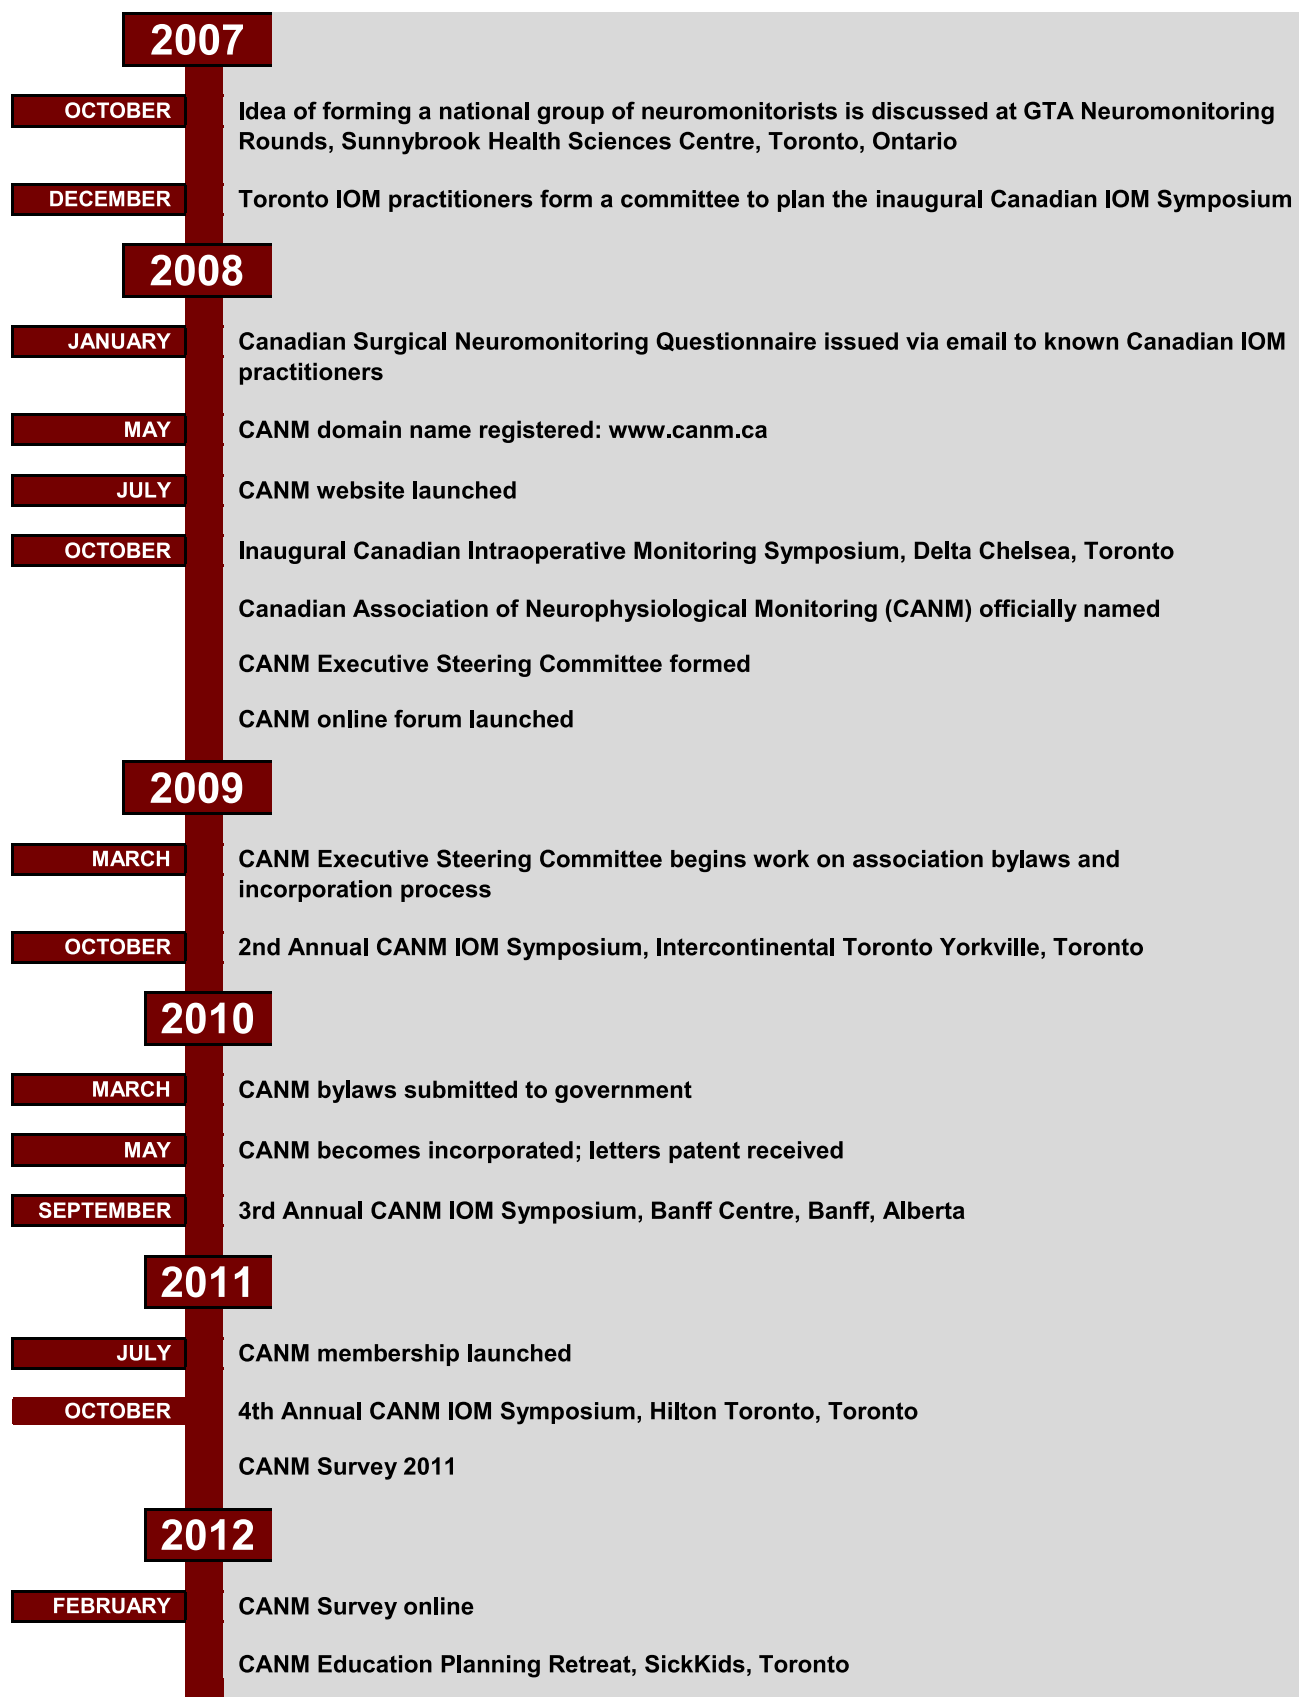 2007
OCTOBER
Idea of forming a national group of neuromonitorists is discussed at GTA Neuromonitoring
Rounds, Sunnybrook Health Sciences Centre, Toronto, Ontario
DECEMBER
Toronto IOM practitioners form a committee to plan the inaugural Canadian IOM Symposium
2008
JANUARY
Canadian Surgical Neuromonitoring Questionnaire issued via email to known Canadian IOM
practitioners
MAY
CANM domain name registered: www.canm.ca
JULY
CANM website launched
OCTOBER
Inaugural Canadian Intraoperative Monitoring Symposium, Delta Chelsea, Toronto
Canadian Association of Neurophysiological Monitoring (CANM) officially named
CANM Executive Steering Committee formed
CANM online forum launched
2009
MARCH
CANM Executive Steering Committee begins work on association bylaws and
incorporation process
OCTOBER
2nd Annual CANM IOM Symposium, Intercontinental Toronto Yorkville, Toronto
2010
MARCH
CANM bylaws submitted to government
MAY
CANM becomes incorporated; letters patent received
SEPTEMBER
3rd Annual CANM IOM Symposium, Banff Centre, Banff, Alberta
2011
JULY
CANM membership launched
OCTOBER
4th Annual CANM IOM Symposium, Hilton Toronto, Toronto
CANM Survey 2011
2012
FEBRUARY
CANM Survey online
CANM Education Planning Retreat, SickKids, Toronto